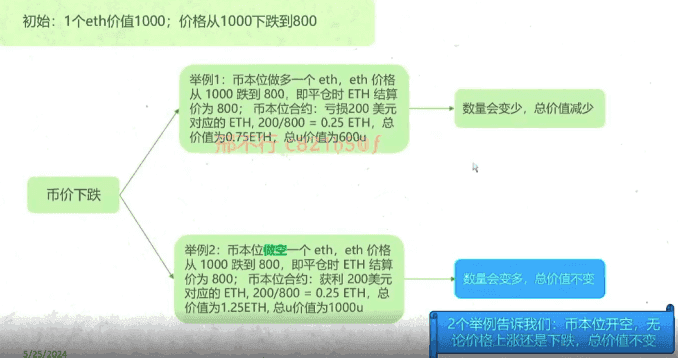 初始：1个eth价值1000；价格从1000下跌到800
举例1：币本位做多一个 eth，eth 价格
从 1000 跌到 800，即平仓时 ETH 结算
价为 800； 币本位合约：亏损200 美元
对应的 ETH, 200/800 = 0.25 ETH，总
价值为0.75ETH，总u价值为600u
数量会变少，总价值减少
币价下跌
举例2：币本位做空一个 eth，eth 价格
从 1000 跌到 800，即平仓时 ETH 结算
价为 800； 币本位合约：获利 200美元
对应的 ETH, 200/800 = 0.25 ETH，总
价值为1.25ETH, 总u价值为1000u
数量会变多，总价值不变
2个举例告诉我们：币本位开空，无
论价格上涨还是下跌，总价值不变
5/25/2024